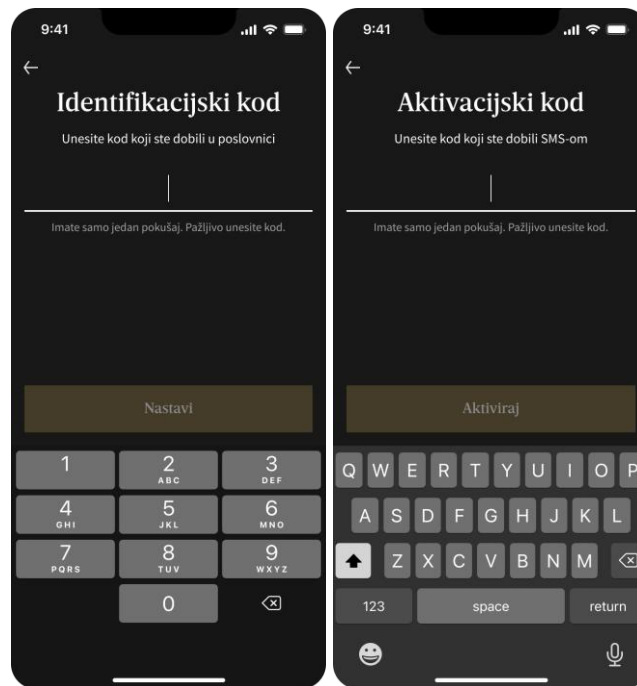 9:41
Identifikacijski kod
Unesite kod koji ste dobili u poslovnici
Imate samo jedan pokušaj. Pažljivo unesite kod.
Nastavi
1 2 3
ABC DEF
4 5 6
GHI JKL MNO
7 8 9
PQRS TUV WXYZ
0
9:41
Aktivacijski kod
Unesite kod koji ste dobili SMS-om
Imate samo jedan pokušaj. Pažljivo unesite kod.
Aktiviraj
Q W E R T Y U I O P
A S D F G H J K L
Z X C V B N M
123 space return